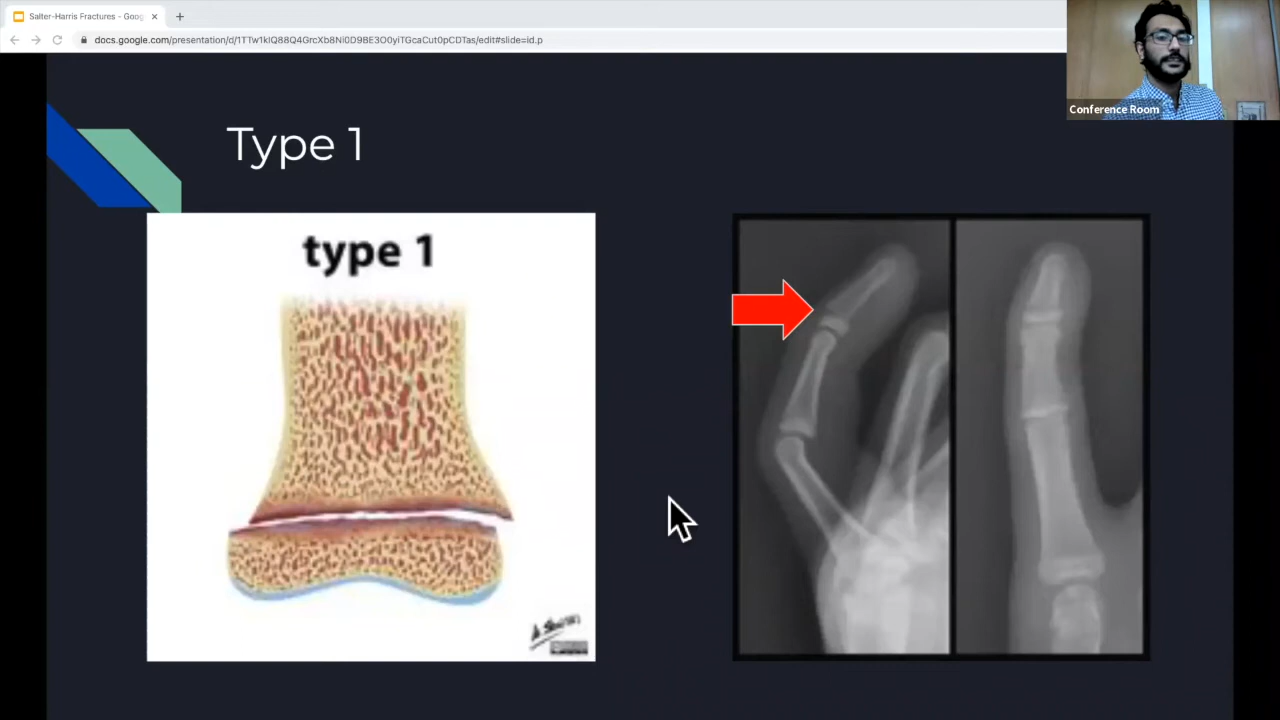 Salter-Harris Fractures - Goog
docs.google.com/presentation/d/1TTw1kIQ88Q4GrcXb8Ni0D9BE3O0yiTGcaCut0pCDTas/edit#slide=id.p
Conference Room
Type 1
type 1